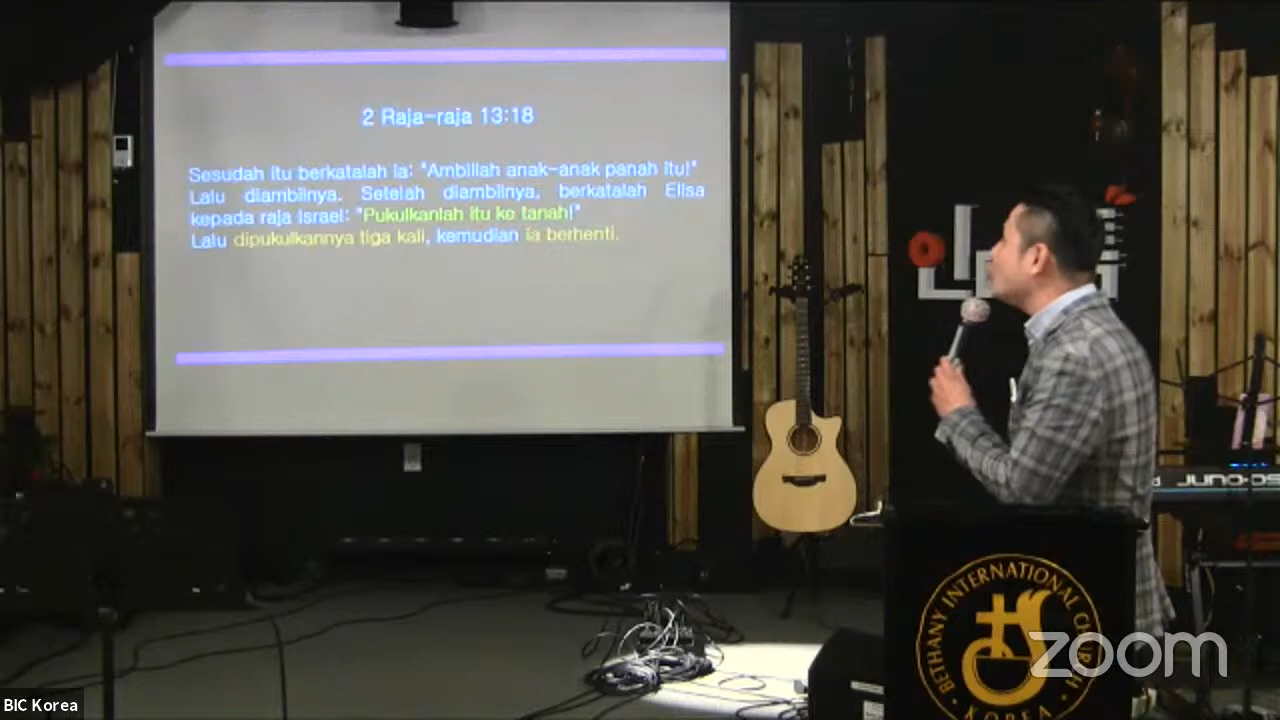 2 Raja-raja 13:18
Sesudah itu berkatalah ia: "Ambillah anak-anak panah itu!"
Lalu diambilnya. Setelah diambilnya, berkatalah Elisa
kepada raja Israel: "Pukulkanlah itu ke tanah!"
Lalu dipukulkannya tiga kali, kemudian ia berhenti.
BETHANY INTERNATIONAL CHURCH
KOREA
zoom
BIC Korea